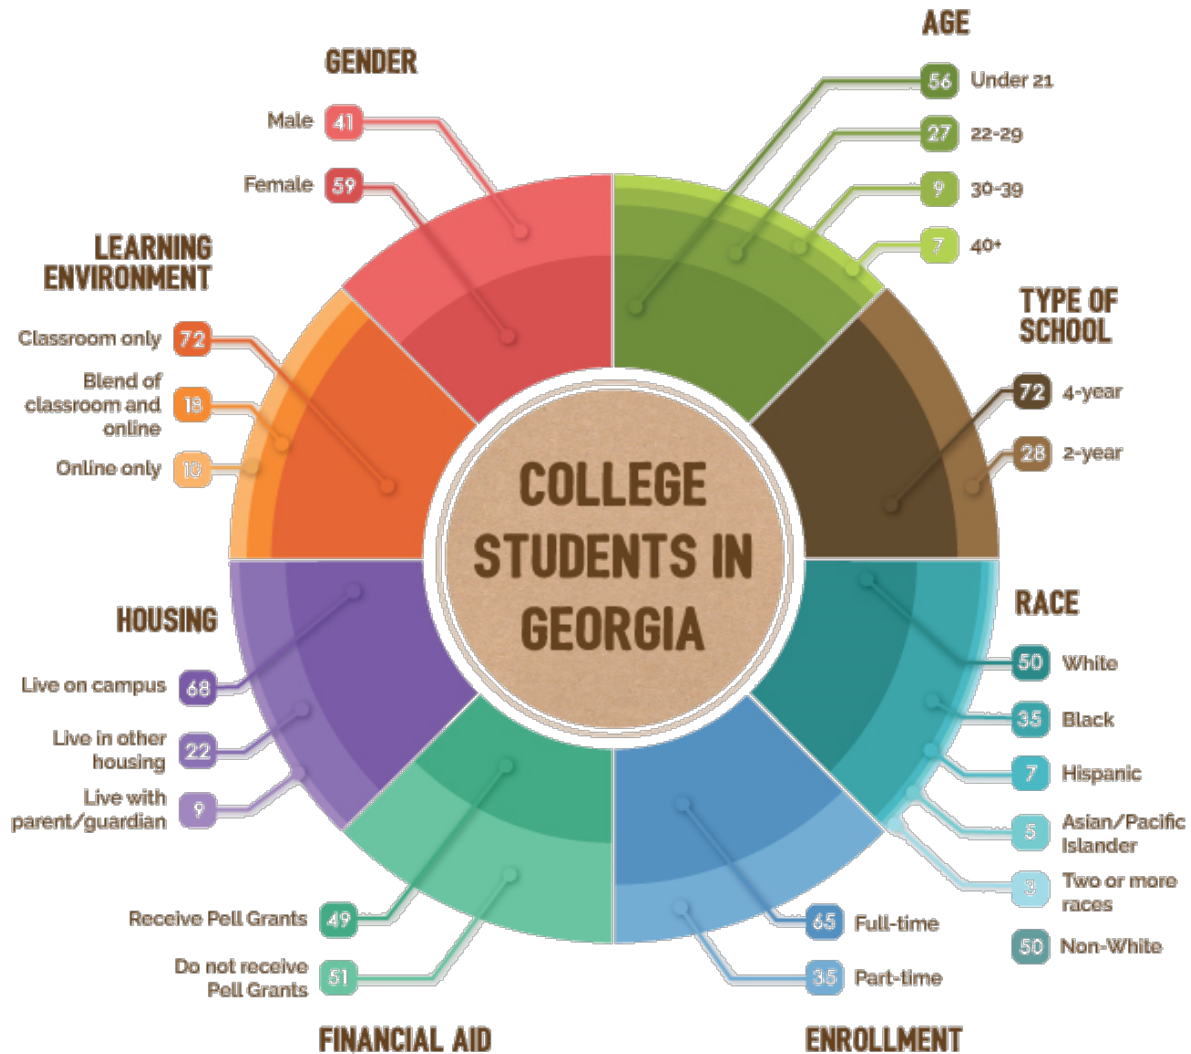 AGE
56 Under 21
27 22-29
9 30-39
7 40+
GENDER
Male 41
Female 59
LEARNING
ENVIRONMENT
Classroom only 72
Blend of
classroom and 18
online
Online only 10
TYPE OF
SCHOOL
72 4-year
28 2-year
COLLEGE
STUDENTS IN
GEORGIA
HOUSING
Live on campus 68
Live in other
housing 22
Live with
parent/guardian 9
RACE
50 White
35 Black
7 Hispanic
5 Asian/Pacific
Islander
3 Two or more
races
50 Non-White
Receive Pell Grants 49
Do not receive
Pell Grants 51
FINANCIAL AID
65 Full-time
35 Part-time
ENROLLMENT